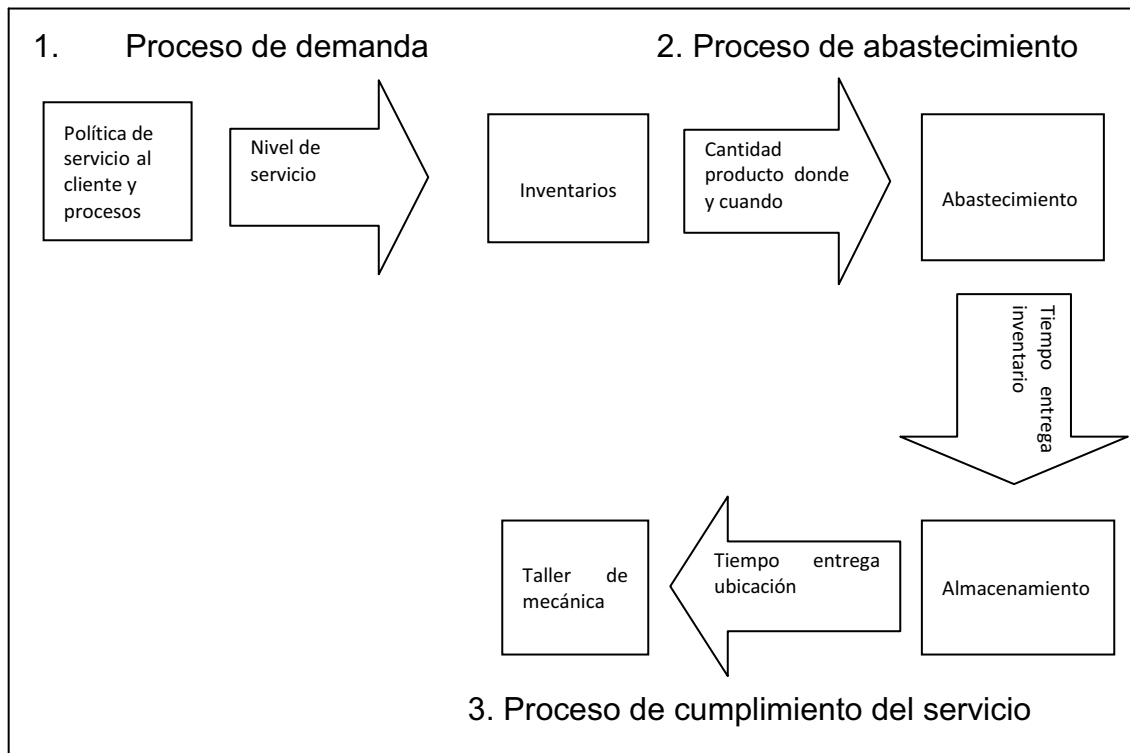 1. Proceso de demanda
2. Proceso de abastecimiento
Política de
servicio al
cliente y
procesos
Nivel de
servicio
Inventarios
Cantidad
producto donde
y cuando
Abastecimiento
Tiempo entrega
inventario
Almacenamiento
Tiempo entrega
ubicación
Taller de
mecánica
3. Proceso de cumplimiento del servicio